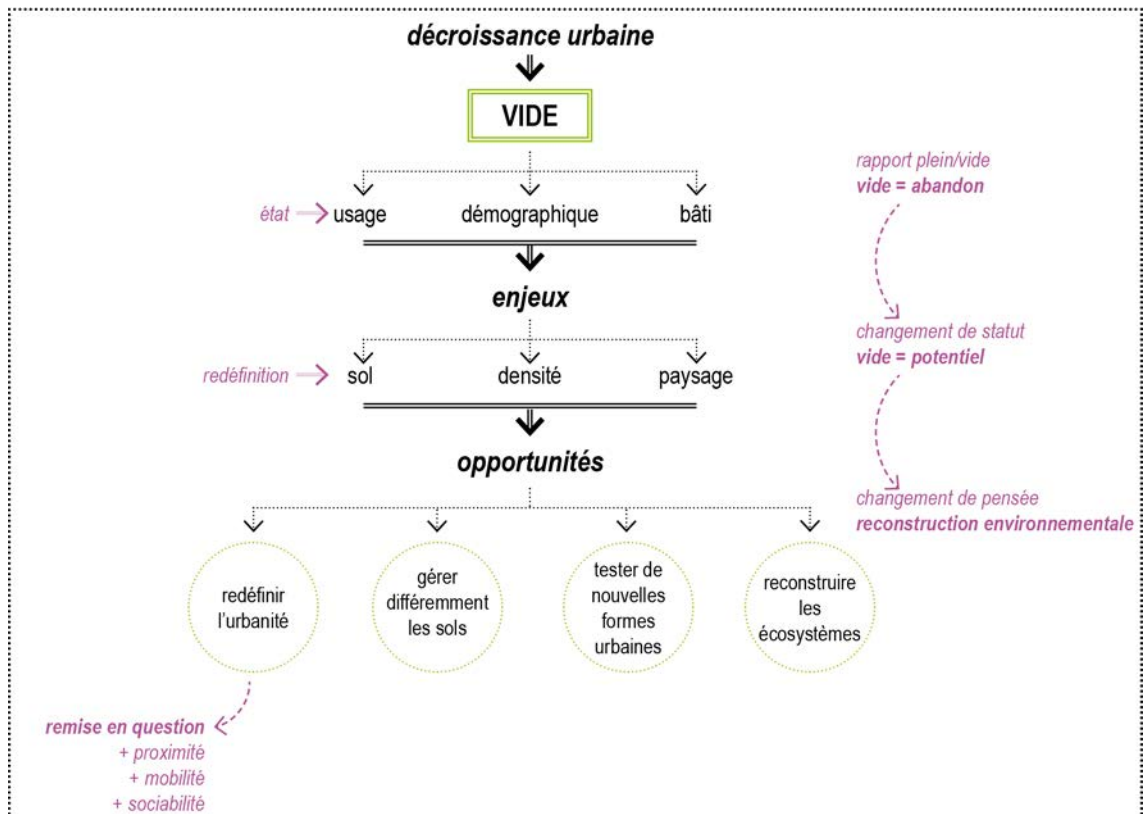 décroissance urbaine
VIDE
rapport plein/vide
vide = abandon
état
usage
démographique
bâti
enjeux
changement de statut
vide = potentiel
redéfinition
sol
densité
paysage
opportunités
changement de pensée
reconstruction environnementale
redéfinir
l'urbanité
gérer
différemment
les sols
tester de
nouvelles
formes
urbaines
reconstruire
les
écosystèmes
remise en question
+ proximité
+ mobilité
+ sociabilité